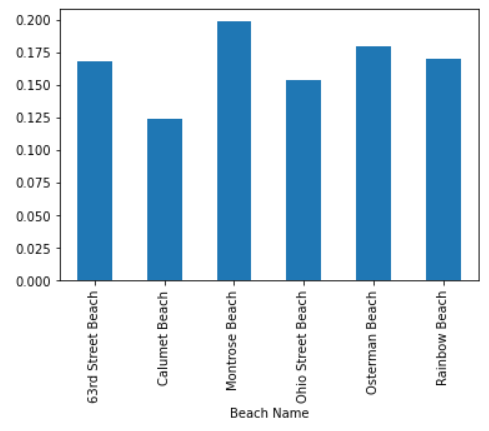 0.200
0.175
0.150
0.125
0.100
0.075
0.050
0.025
0.000
63rd Street Beach
Calumet Beach
Montrose Beach
Ohio Street Beach
Osterman Beach
Rainbow Beach
Beach Name